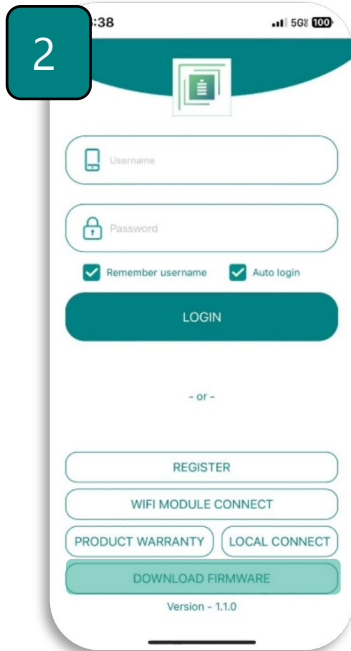 2
:38
5G 100
Username
Password
Remember username Auto login
LOGIN
- or -
REGISTER
WIFI MODULE CONNECT
PRODUCT WARRANTY LOCAL CONNECT
DOWNLOAD FIRMWARE
Version - 1.1.0